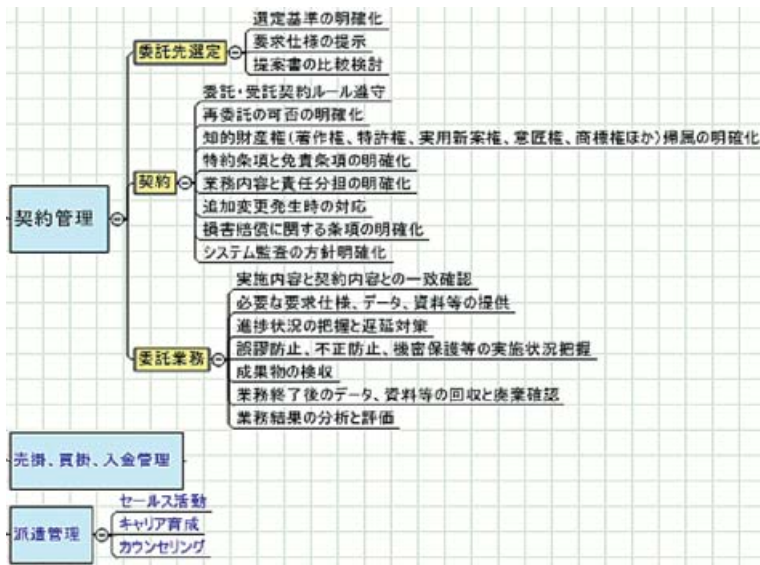 契約管理
委託先選定
選定基準の明確化
要求仕様の提示
提案書の比較検討
契約
委託・受託契約ルール遵守
再委託の可否の明確化
知的財産権(著作権、特許権、実用新案権、意匠権、商標権ほか)帰属の明確化
特約条項と免責条項の明確化
業務内容と責任分担の明確化
追加変更発生時の対応
損害賠償に関する条項の明確化
システム監査の方針明確化
委託業務
実施内容と契約内容との一致確認
必要な要求仕様、データ、資料等の提供
進捗状況の把握と遅延対策
誤謬防止、不正防止、機密保護等の実施状況把握
成果物の検収
業務終了後のデータ、資料等の回収と廃棄確認
業務結果の分析と評価
売掛、買掛、入金管理
派遣管理
セールス活動
キャリア育成
カウンセリング